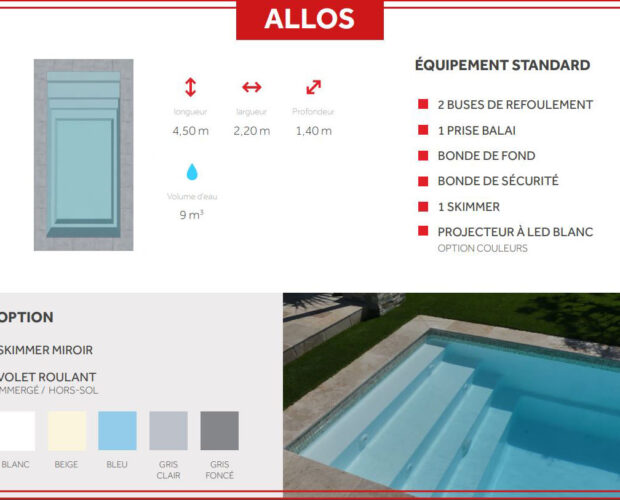 ALLOS
longueur
4,50 m
largueur
2,20 m
Profondeur
1,40 m
Volume d'eau
9 m³
ÉQUIPEMENT STANDARD
2 BUSES DE REFOULEMENT
1 PRISE BALAI
BONDE DE FOND
BONDE DE SÉCURITÉ
1 SKIMMER
PROJECTEUR À LED BLANC
OPTION COULEURS
OPTION
SKIMMER MIROIR
VOLET ROULANT
MMERGÉ / HORS-SOL
BLANC
BEIGE
BLEU
GRIS
CLAIR
GRIS
FONCÉ